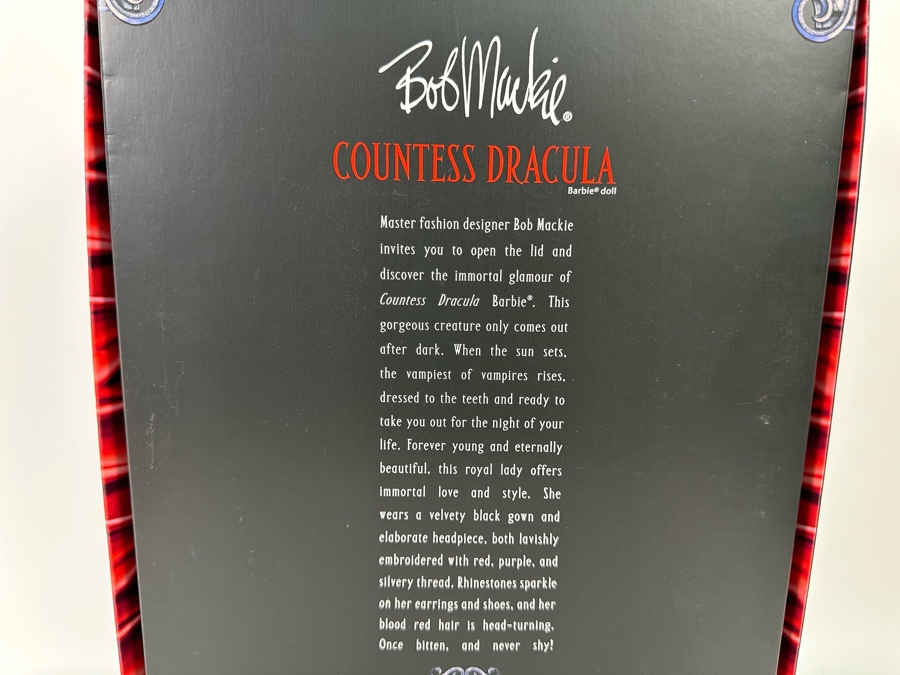 Bob Mackie®
COUNTESS DRACULA
Barbie® doll
Master fashion designer Bob Mackie
invites you to open the lid and
discover the immortal glamour of
Countess Dracula Barbie®. This
gorgeous creature only comes out
after dark. When the sun sets,
the vampiest of vampires rises,
dressed to the teeth and ready to
take you out for the night of your
life. Forever young and eternally
beautiful, this royal lady offers
immortal love and style. She
wears a velvety black gown and
elaborate headpiece, both lavishly
embroidered with red, purple, and
silvery thread. Rhinestones sparkle
on her earrings and shoes, and her
blood red hair is head-turning.
Once bitten, and never shy!